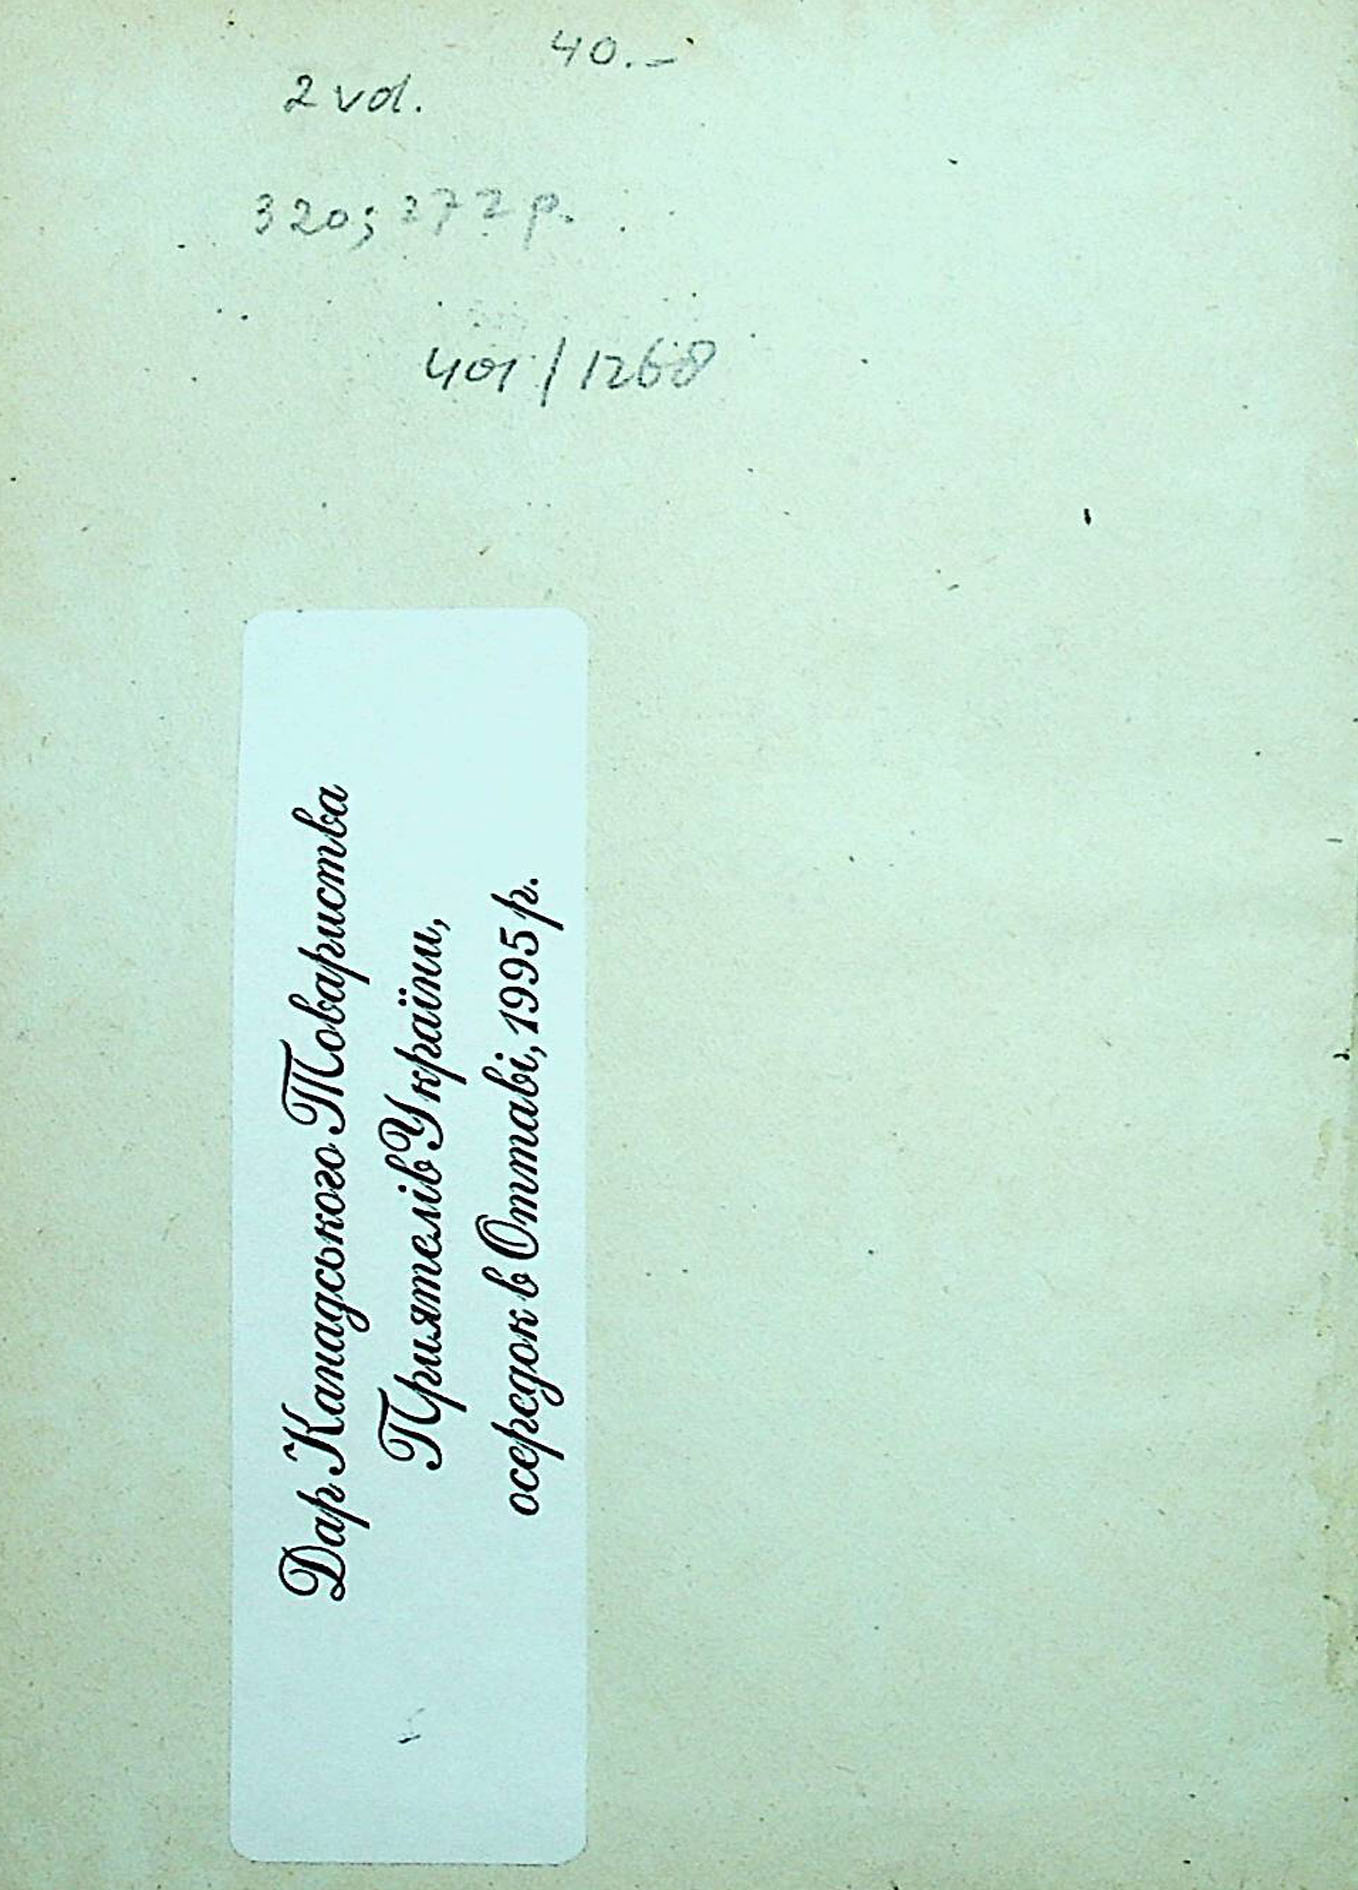 40.-
2 vol.
320; 272 p.
401/1268
Дар Канадського Товариства
Приятелів України,
осередок в Оттаві, 1995 р.